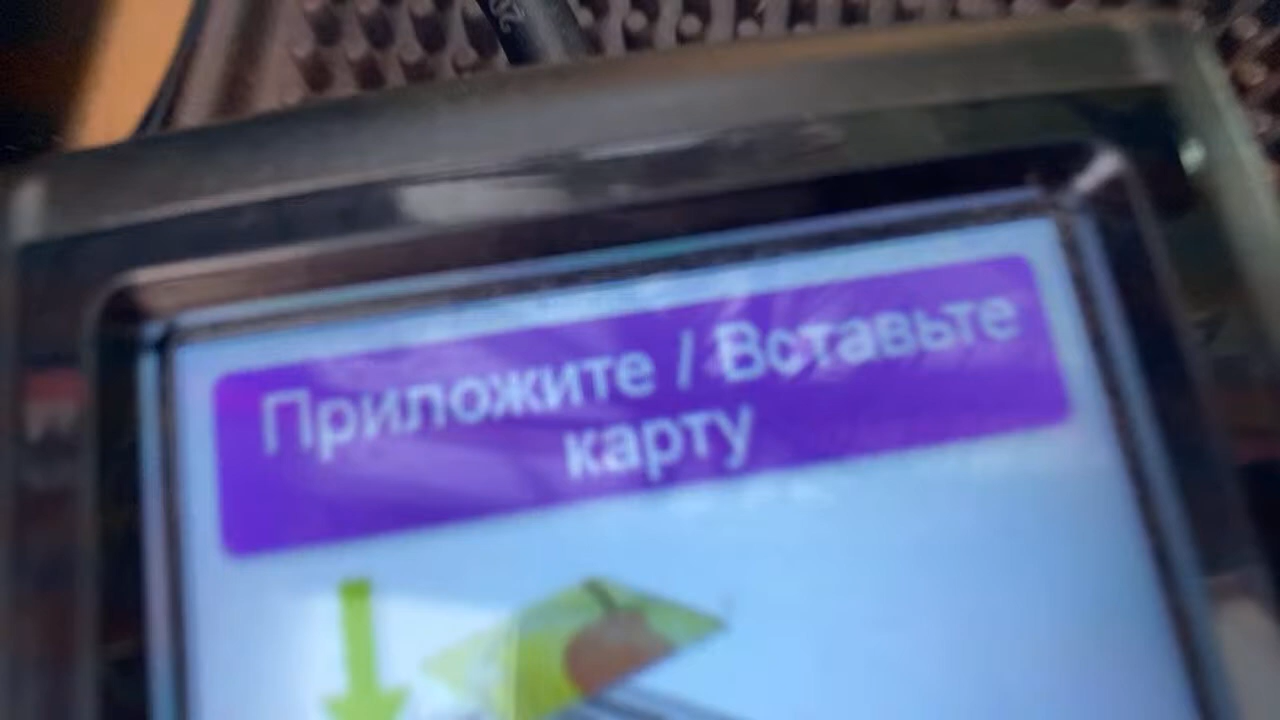 Приложите / Вставьте
карту